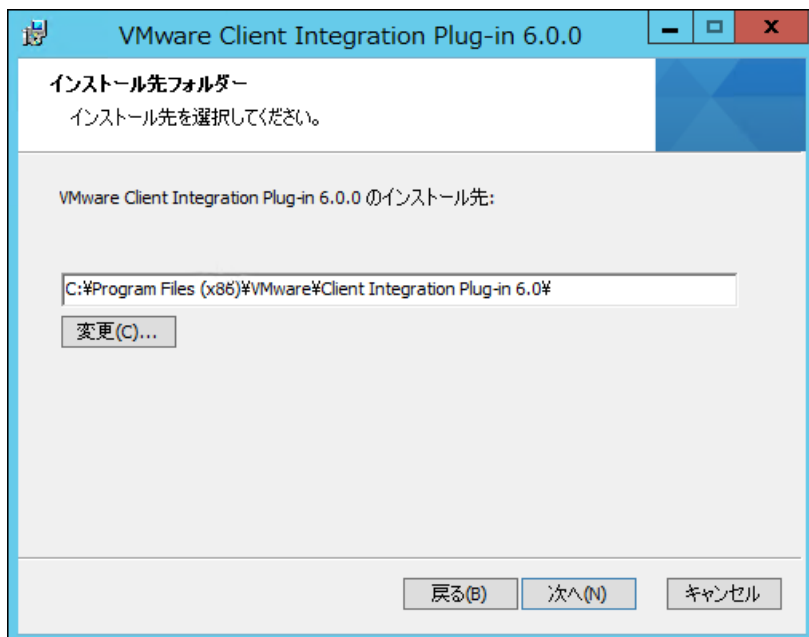 VMware Client Integration Plug-in 6.0.0
インストール先フォルダー
インストール先を選択してください。
VMware Client Integration Plug-in 6.0.0 のインストール先:
C:¥Program Files (x86)¥VMware¥Client Integration Plug-in 6.0¥
変更(C)...
戻る(B) 次へ(N) キャンセル